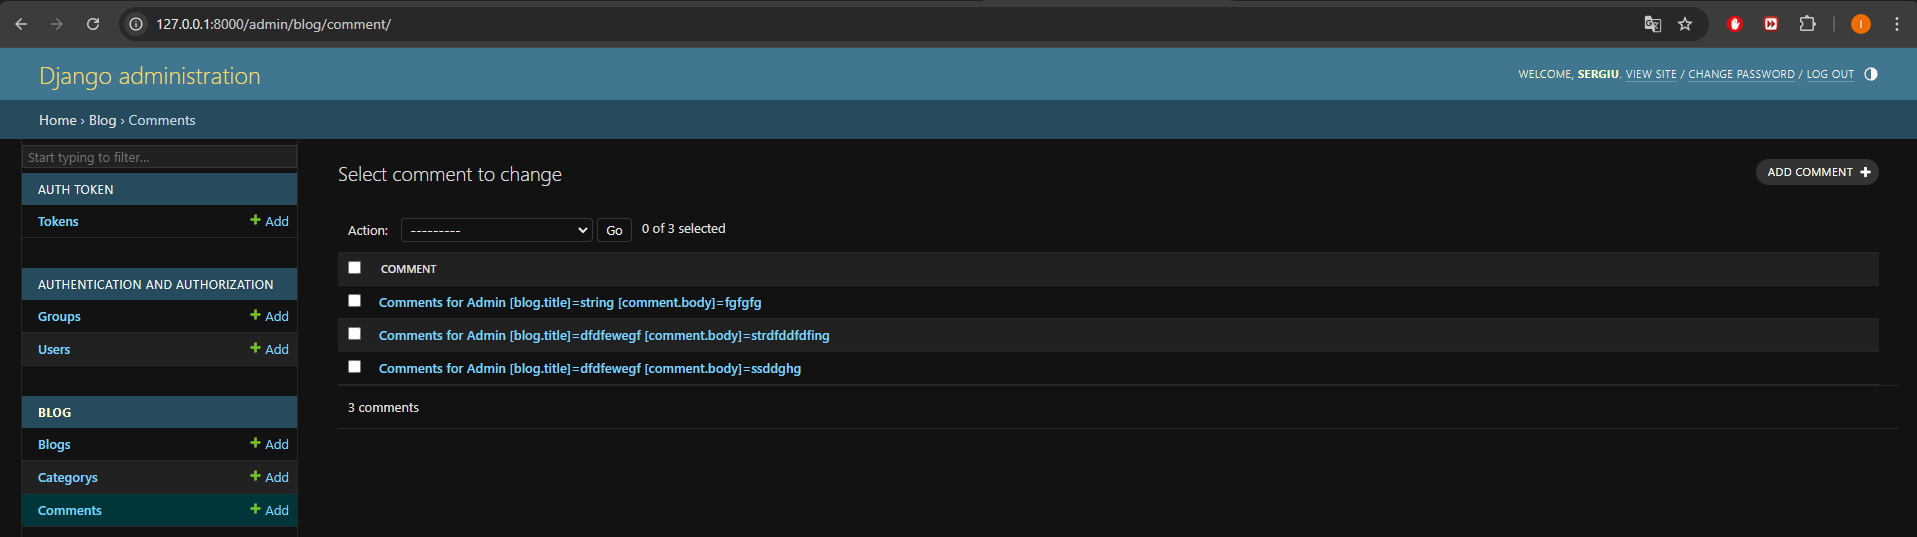 127.0.0.1:8000/admin/blog/comment/
I
Django administration
WELCOME, SERGIU. VIEW SITE / CHANGE PASSWORD / LOG OUT
Home › Blog › Comments
Start typing to filter...
AUTH TOKEN
Tokens Add
AUTHENTICATION AND AUTHORIZATION
Groups Add
Users Add
BLOG
Blogs Add
Categorys Add
Comments Add
Select comment to change
ADD COMMENT
Action: --------- Go 0 of 3 selected
COMMENT
Comments for Admin [blog.title]=string [comment.body]=fgfgfg
Comments for Admin [blog.title]=dfdfewegf [comment.body]=strdfddfdfing
Comments for Admin [blog.title]=dfdfewegf [comment.body]=ssddghg
3 comments